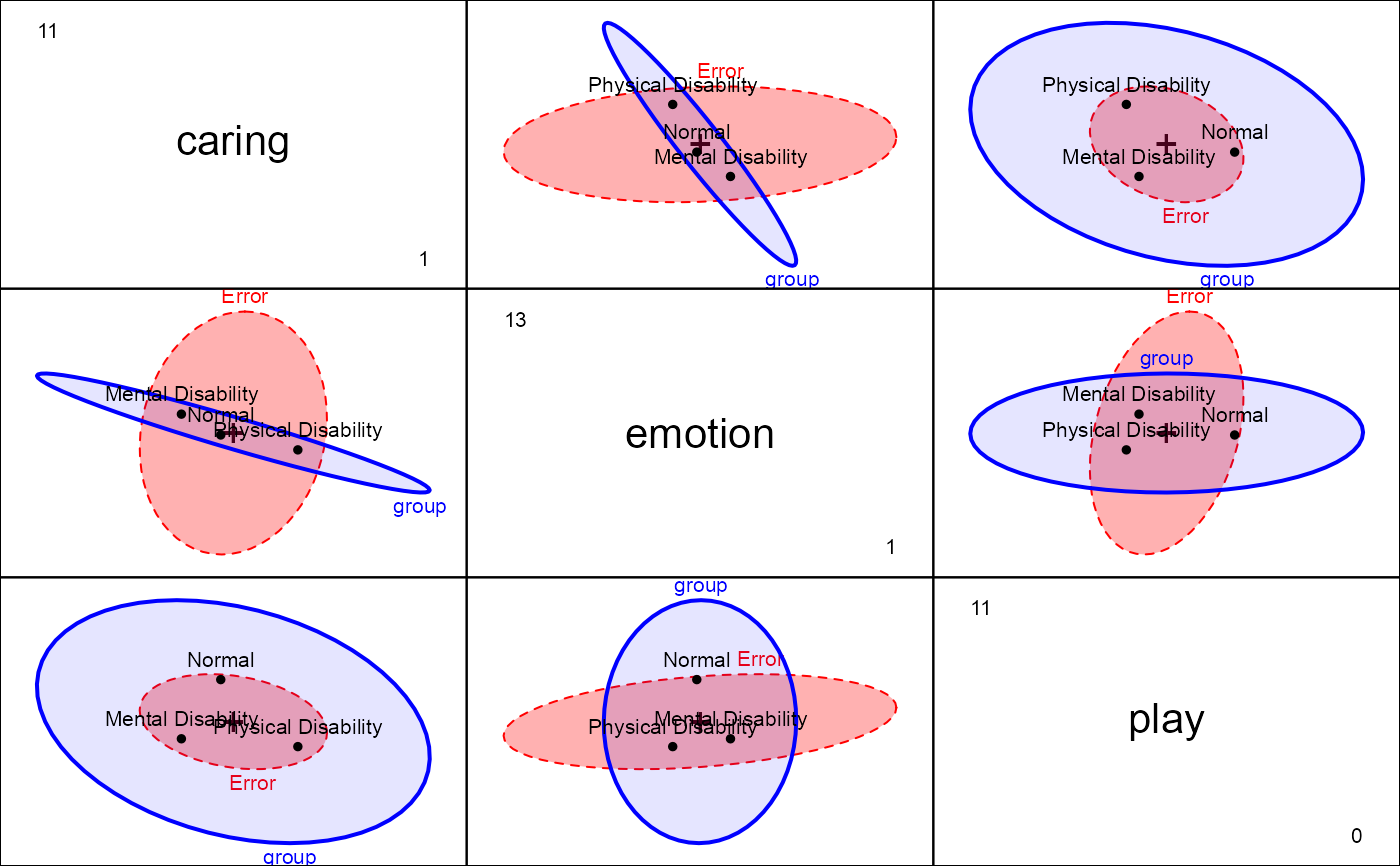 11
caring
1
Error
Physical Disability
Normal
Mental Disability
group
Physical Disability
Normal
Mental Disability
Error
group
Error
Mental Disability
Normal
Physical Disability
group
13
emotion
1
Error
group
Mental Disability
Normal
Physical Disability
Normal
Mental Disability
Physical Disability
Error
group
group
Normal
Error
Mental Disability
Physical Disability
11
play
0